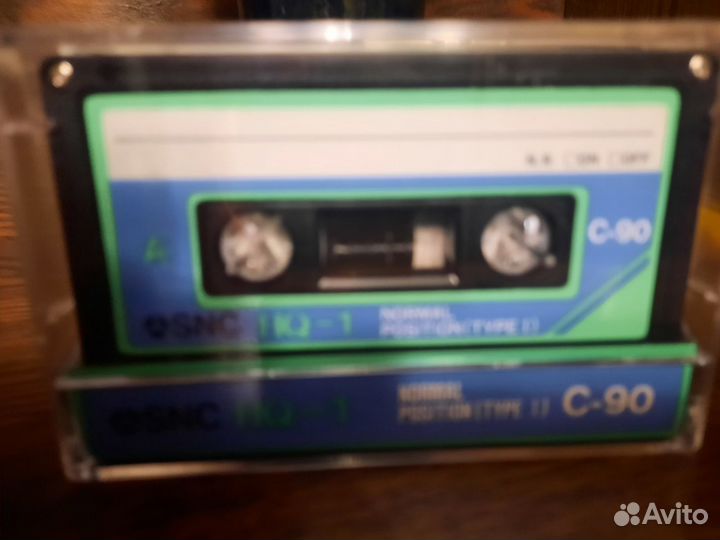 N.R. □ON □OFF
A
C-90
SNC HQ-1 NORMAL
POSITION (TYPE I)
SNC HQ-1 NORMAL
POSITION (TYPE I) C-90
Avito